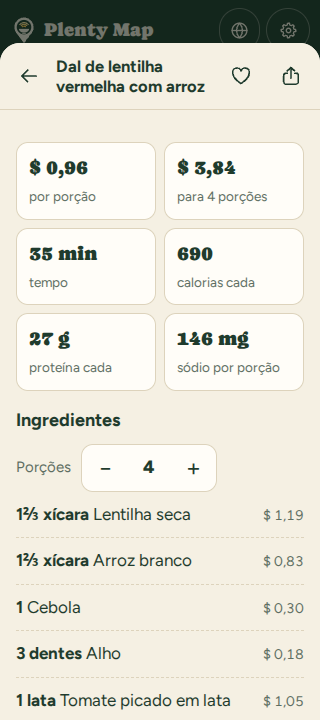 Plenty Map
Dal de lentilha
vermelha com arroz
$ 0,96
por porção
$ 3,84
para 4 porções
35 min
tempo
690
calorias cada
27 g
proteína cada
146 mg
sódio por porção
Ingredientes
Porções
− 4 +
1⅔ xícara Lentilha seca $ 1,19
1⅔ xícara Arroz branco $ 0,83
1 Cebola $ 0,30
3 dentes Alho $ 0,18
1 lata Tomate picado em lata $ 1,05